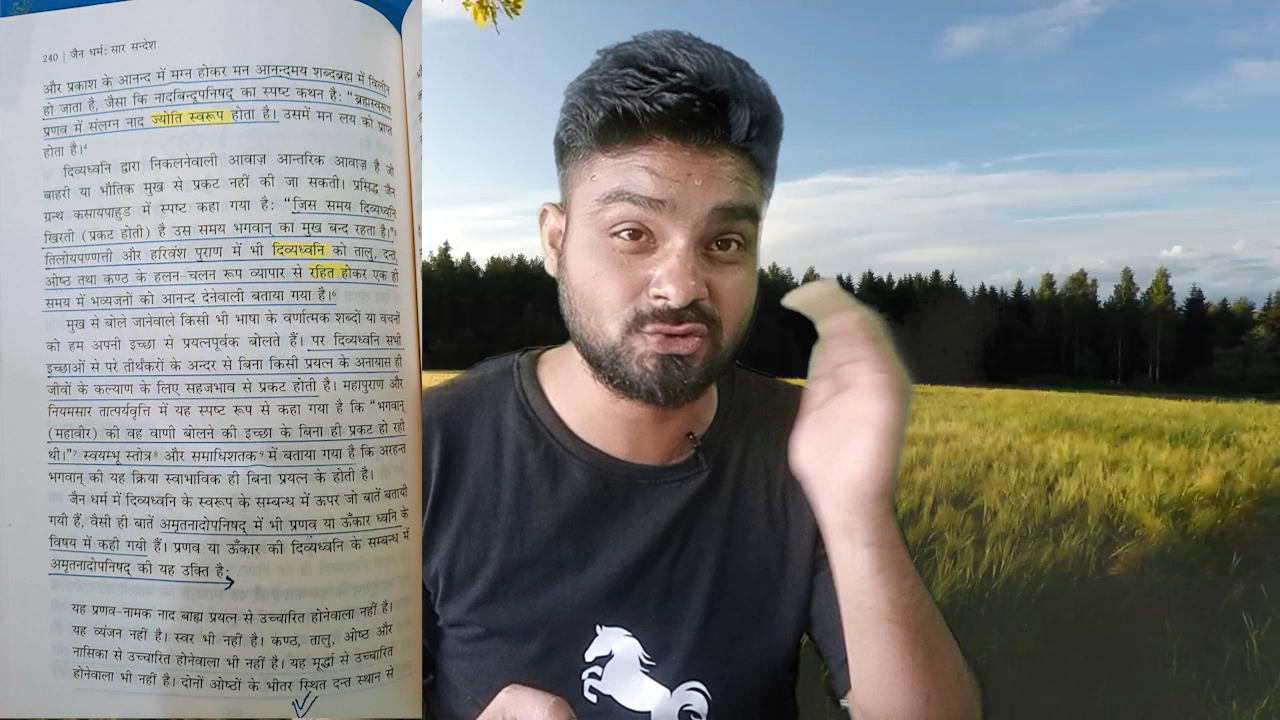 240 | जैन धर्म: सार सन्देश
और प्रकाश के आनन्द में मग्न होकर मन आनन्दमय शब्दब्रह्म में विलीन
हो जाता है, जैसा कि नादबिन्दूपनिषद् का स्पष्ट कथन है: “ब्रह्मस्वरूप
प्रणव में संलग्न नाद ज्योति स्वरूप होता है। उसमें मन लय को प्राप्त
होता है।⁴
दिव्यध्वनि द्वारा निकलनेवाली आवाज़ आन्तरिक आवाज़ है जो
बाहरी या भौतिक मुख से प्रकट नहीं की जा सकती। प्रसिद्ध जैन
ग्रन्थ कसायपाहुड में स्पष्ट कहा गया है: “जिस समय दिव्यध्वनि
खिरती (प्रकट होती) है उस समय भगवान् का मुख बन्द रहता है।”⁵
तिलोयपण्णत्ती और हरिवंश पुराण में भी दिव्यध्वनि को तालु, दन्त,
ओष्ठ तथा कण्ठ के हलन-चलन रूप व्यापार से रहित होकर एक ही
समय में भव्यजनों को आनन्द देनेवाली बताया गया है।⁶
मुख से बोले जानेवाले किसी भी भाषा के वर्णात्मक शब्दों या वचनों
को हम अपनी इच्छा से प्रयत्नपूर्वक बोलते हैं। पर दिव्यध्वनि सभी
इच्छाओं से परे तीर्थंकरों के अन्दर से बिना किसी प्रयत्न के अनायास ही
जीवों के कल्याण के लिए सहजभाव से प्रकट होती है। महापुराण और
नियमसार तात्पर्यवृत्ति में यह स्पष्ट रूप से कहा गया है कि “भगवान्
(महावीर) की वह वाणी बोलने की इच्छा के बिना ही प्रकट हो रही
थी।”⁷ स्वयम्भू स्तोत्र⁸ और समाधिशतक⁹ में बताया गया है कि अरहन्त
भगवान् की यह क्रिया स्वाभाविक ही बिना प्रयत्न के होती है।
जैन धर्म में दिव्यध्वनि के स्वरूप के सम्बन्ध में ऊपर जो बातें बतायी
गयी हैं, वैसी ही बातें अमृतनादोपनिषद् में भी प्रणव या ऊँकार ध्वनि के
विषय में कही गयी हैं। प्रणव या ऊँकार की दिव्यध्वनि के सम्बन्ध में
अमृतनादोपनिषद् की यह उक्ति है:
यह प्रणव-नामक नाद बाह्य प्रयत्न से उच्चारित होनेवाला नहीं है।
यह व्यंजन नहीं है। स्वर भी नहीं है। कण्ठ, तालु, ओष्ठ और
नासिका से उच्चारित होनेवाला भी नहीं है। यह मूर्द्धा से उच्चारित
होनेवाला भी नहीं है। दोनों ओष्ठों के भीतर स्थित दन्त स्थान से